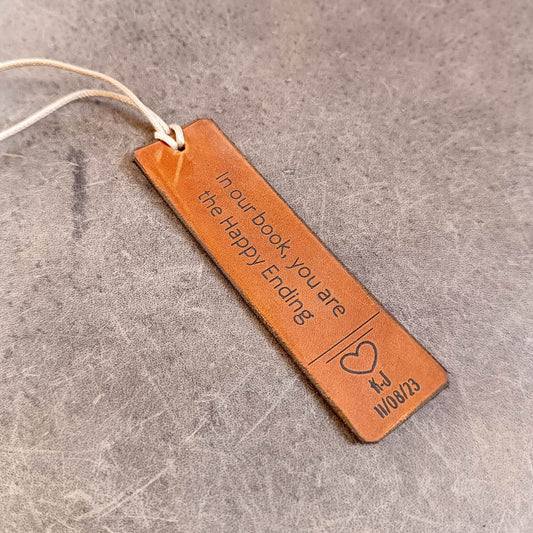 In our book, you are
the Happy Ending
K+J
11/08/23